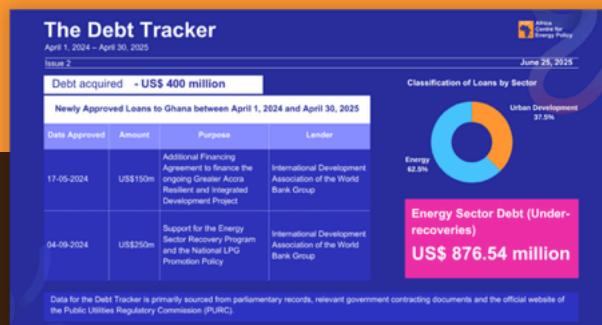 The Debt Tracker
April 1, 2024 – April 30, 2025
Africa
Centre for
Energy Policy
Issue 2
June 25, 2025
Debt acquired - US$ 400 million
Newly Approved Loans to Ghana between April 1, 2024 and April 30, 2025
Date Approved Amount Purpose Lender
17-05-2024 US$150m
Additional Financing
Agreement to finance the
ongoing Greater Accra
Resilient and Integrated
Development Project
International Development
Association of the World
Bank Group
04-09-2024 US$250m
Support for the Energy
Sector Recovery Program
and the National LPG
Promotion Policy
International Development
Association of the World
Bank Group
Classification of Loans by Sector
Urban Development
37.5%
Energy
62.5%
Energy Sector Debt (Under-
recoveries)
US$ 876.54 million
Data for the Debt Tracker is primarily sourced from parliamentary records, relevant government contracting documents and the official website of
the Public Utilities Regulatory Commission (PURC).